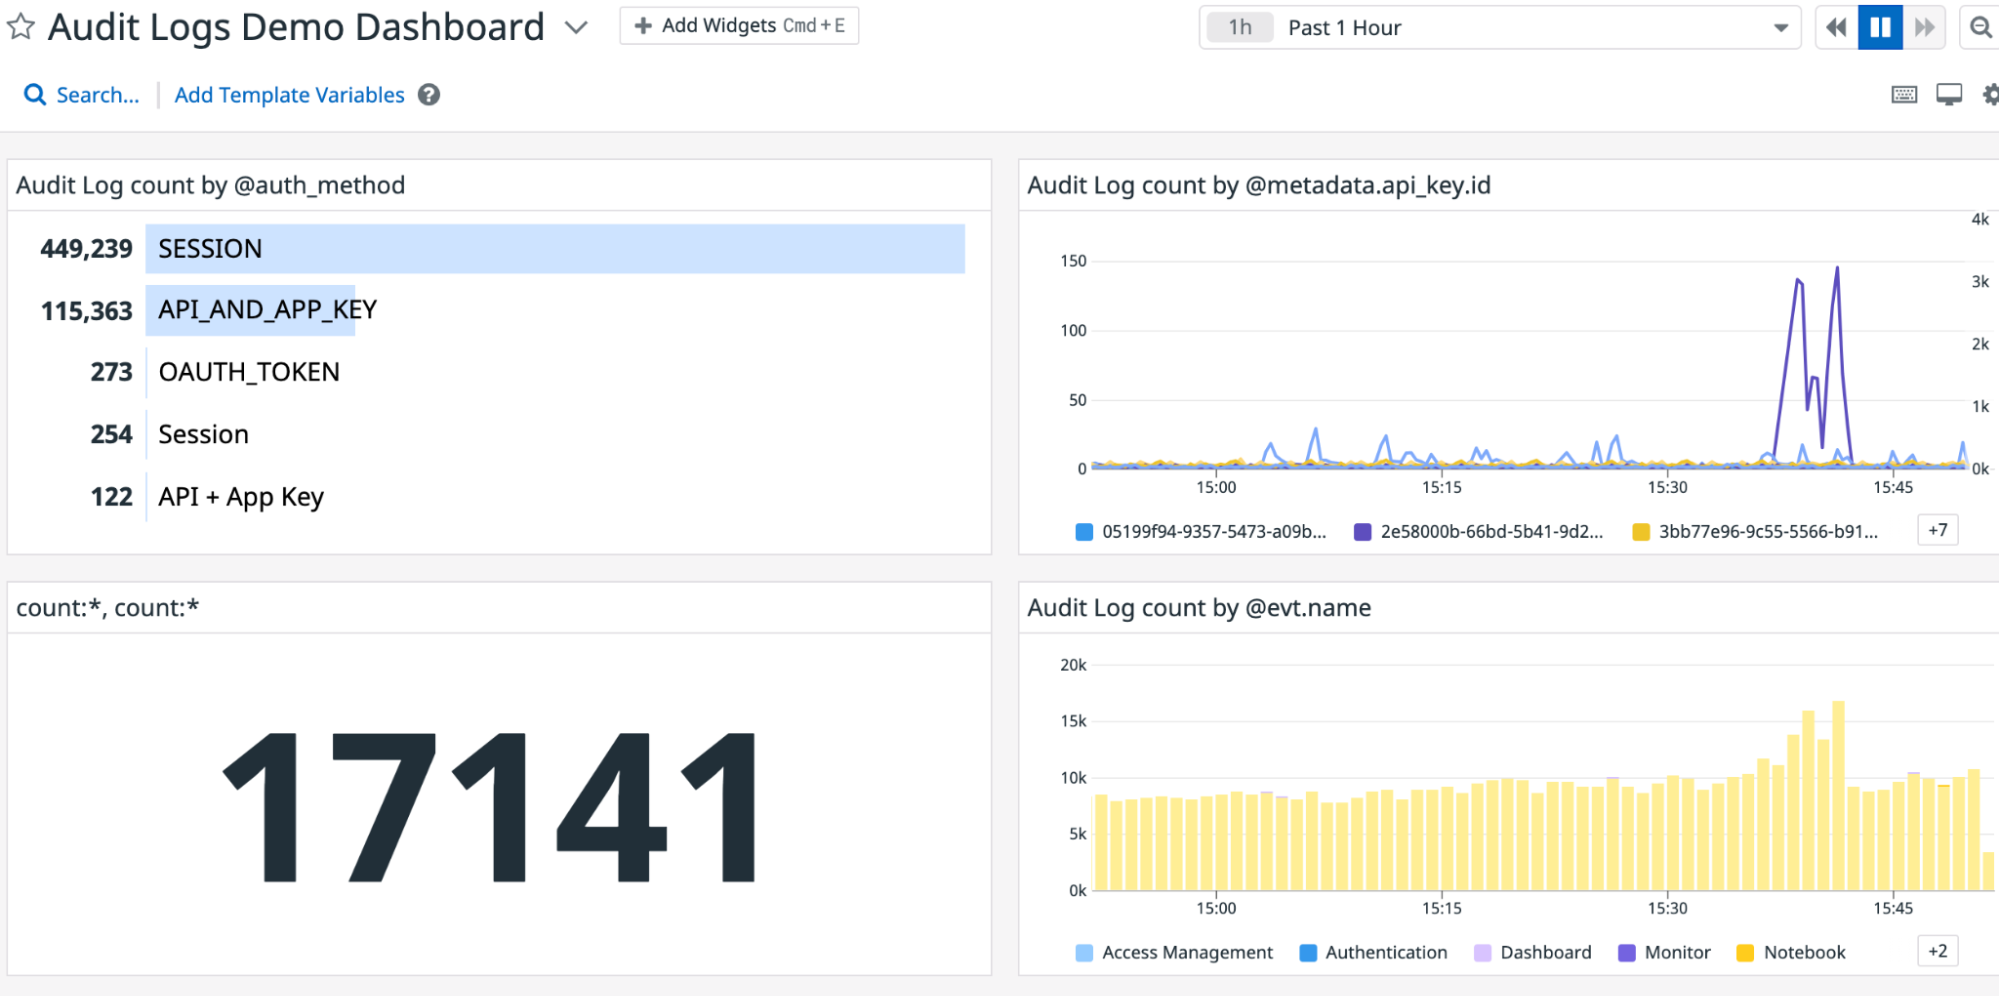 Audit Logs Demo Dashboard
Add Widgets Cmd+E
1h Past 1 Hour
Search...
Add Template Variables ?
Audit Log count by @auth_method
449,239 SESSION
115,363 API_AND_APP_KEY
273 OAUTH_TOKEN
254 Session
122 API + App Key
Audit Log count by @metadata.api_key.id
4k
150
3k
100
2k
50
1k
0
0k
15:00 15:15 15:30 15:45
05199f94-9357-5473-a09b... 2e58000b-66bd-5b41-9d2... 3bb77e96-9c55-5566-b91... +7
count:*, count:*
17141
Audit Log count by @evt.name
20k
15k
10k
5k
0k
15:00 15:15 15:30 15:45
Access Management Authentication Dashboard Monitor Notebook +2